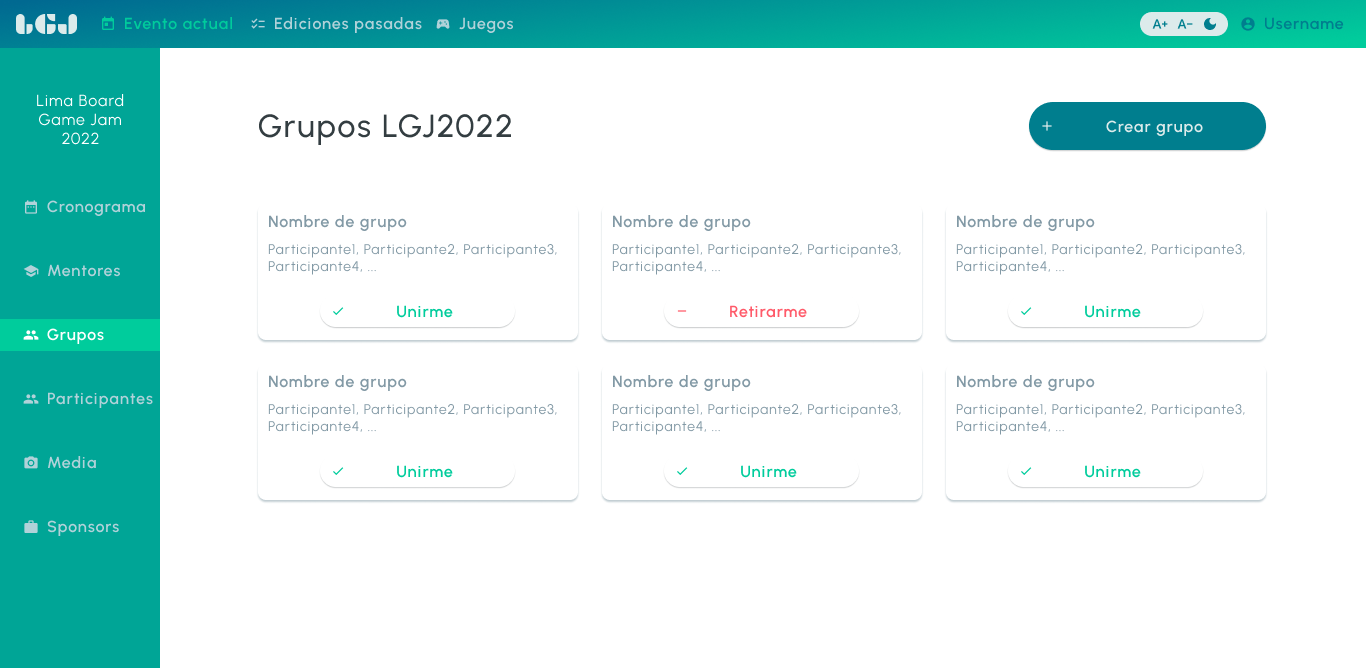 LGJ
Evento actual
Ediciones pasadas
Juegos
A+ A-
Username
Lima Board
Game Jam
2022
Cronograma
Mentores
Grupos
Participantes
Media
Sponsors
Grupos LGJ2022
+ Crear grupo
Nombre de grupo
Participante1, Participante2, Participante3,
Participante4, ...
Unirme
Nombre de grupo
Participante1, Participante2, Participante3,
Participante4, ...
Retirarme
Nombre de grupo
Participante1, Participante2, Participante3,
Participante4, ...
Unirme
Nombre de grupo
Participante1, Participante2, Participante3,
Participante4, ...
Unirme
Nombre de grupo
Participante1, Participante2, Participante3,
Participante4, ...
Unirme
Nombre de grupo
Participante1, Participante2, Participante3,
Participante4, ...
Unirme